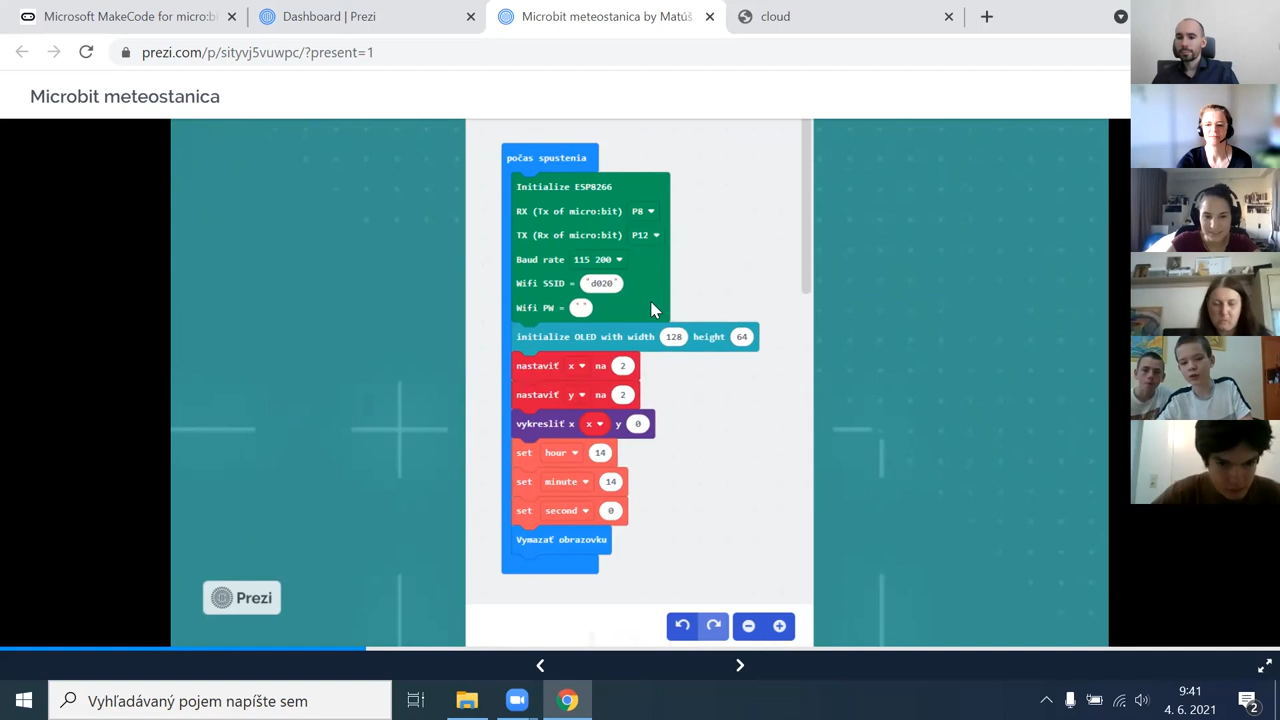 Microsoft MakeCode for micro:bi
Dashboard | Prezi
Microbit meteostanica by Matúš
cloud
prezi.com/p/sityvj5vuwpc/?present=1
Microbit meteostanica
počas spustenia
Initialize ESP8266
RX (Tx of micro:bit) P8
TX (Rx of micro:bit) P12
Baud rate 115 200
Wifi SSID = "d020"
Wifi PW = " "
initialize OLED with width 128 height 64
nastaviť x na 2
nastaviť y na 2
vykresliť x x y 0
set hour 14
set minute 14
set second 0
Vymazať obrazovku
Prezi
Vyhľadávaný pojem napíšte sem
9:41
4. 6. 2021
2